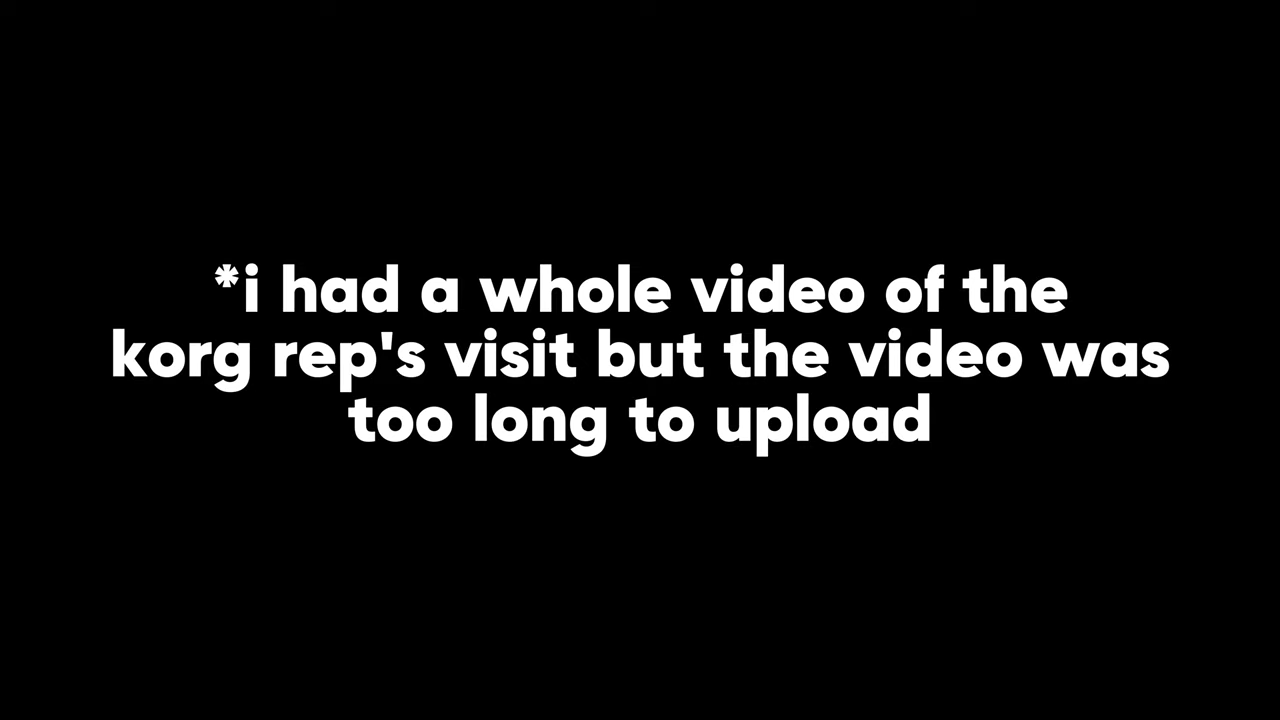 *i had a whole video of the
korg rep's visit but the video was
too long to upload